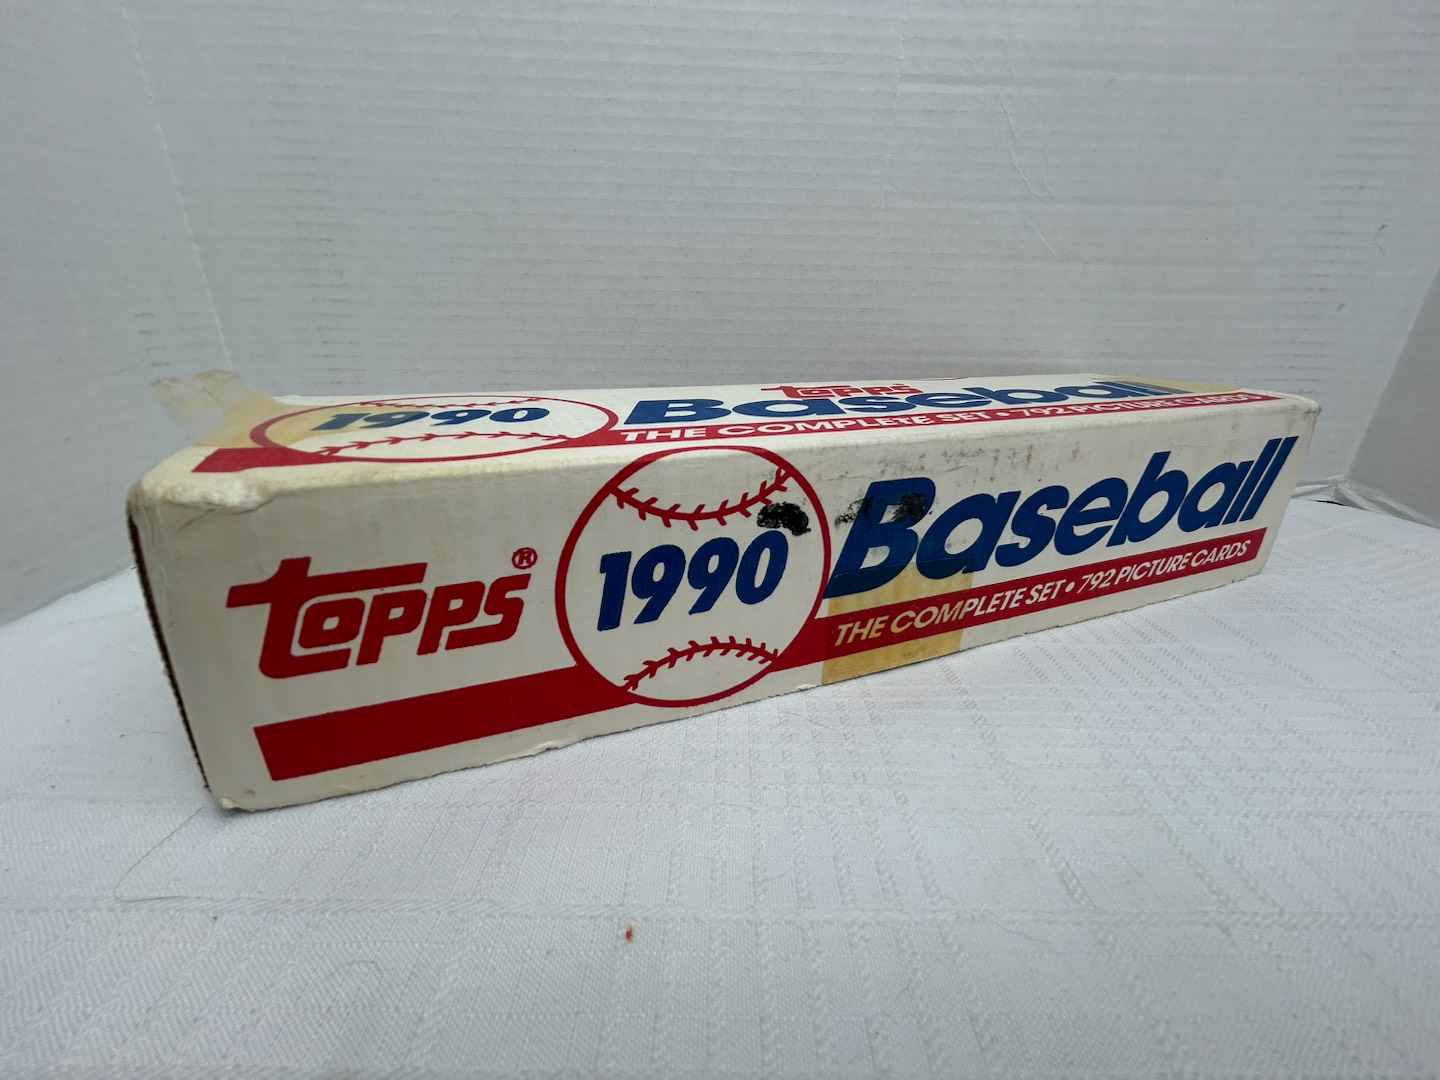 1990
topps
Baseball
THE COMPLETE SET • 792 PICTURE CARDS
topps®
1990
Baseball
THE COMPLETE SET • 792 PICTURE CARDS